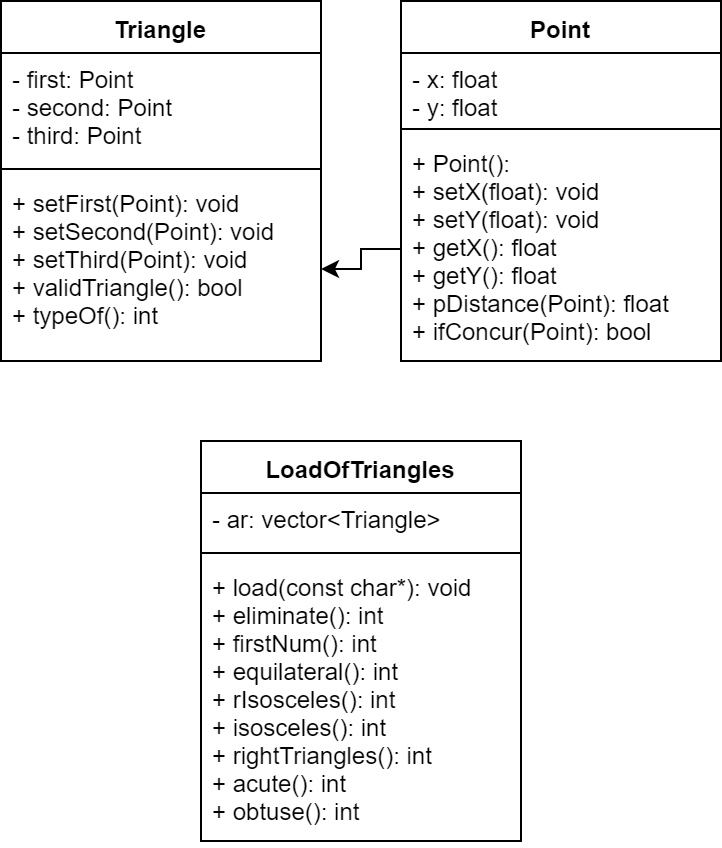 Triangle
- first: Point
- second: Point
- third: Point
+ setFirst(Point): void
+ setSecond(Point): void
+ setThird(Point): void
+ validTriangle(): bool
+ typeOf(): int
Point
- x: float
- y: float
+ Point():
+ setX(float): void
+ setY(float): void
+ getX(): float
+ getY(): float
+ pDistance(Point): float
+ ifConcur(Point): bool
LoadOfTriangles
- ar: vector<Triangle>
+ load(const char*): void
+ eliminate(): int
+ firstNum(): int
+ equilateral(): int
+ rIsosceles(): int
+ isosceles(): int
+ rightTriangles(): int
+ acute(): int
+ obtuse(): int